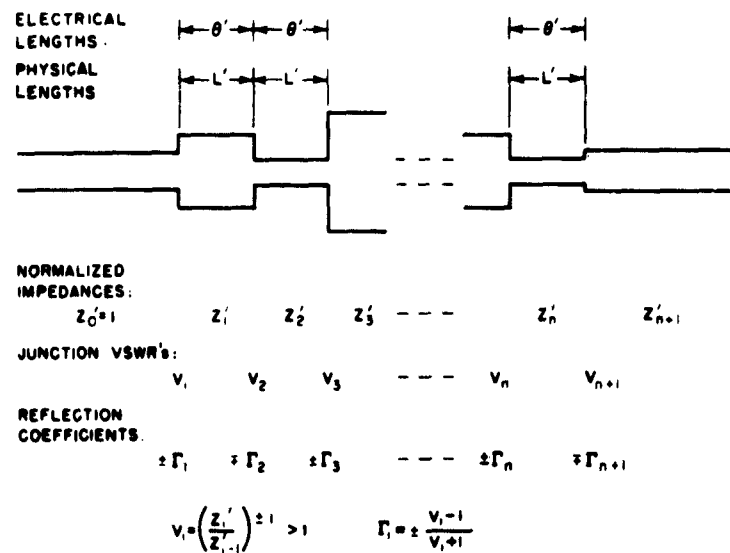 ELECTRICAL
LENGTHS.
θ' θ' θ'
PHYSICAL
LENGTHS
L' L' L'
NORMALIZED
IMPEDANCES:
Z₀'=1 Z₁' Z₂' Z₃' - - - Zₙ' Z'ₙ₊₁
JUNCTION VSWR's:
V₁ V₂ V₃ - - - Vₙ Vₙ₊₁
REFLECTION
COEFFICIENTS.
±Γ₁ ∓Γ₂ ±Γ₃ - - - ±Γₙ ∓Γₙ₊₁
Vᵢ = (Zᵢ' / Z'ᵢ₋₁)^±1 > 1 Γᵢ = ± (Vᵢ-1) / (Vᵢ+1)